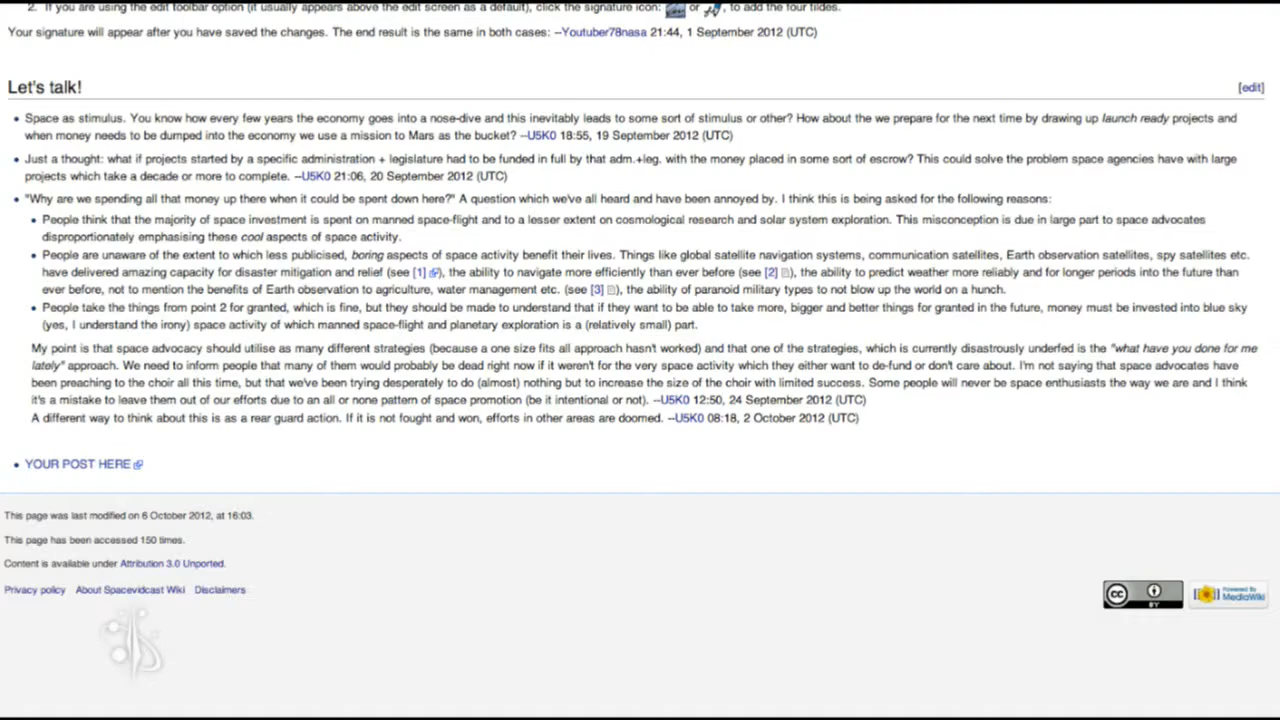 2. If you are using the edit toolbar option (it usually appears above the edit screen as a default), click the signature icon: or , to add the four tildes.
Your signature will appear after you have saved the changes. The end result is the same in both cases: --Youtuber78nasa 21:44, 1 September 2012 (UTC)
Let's talk!
[edit]
• Space as stimulus. You know how every few years the economy goes into a nose-dive and this inevitably leads to some sort of stimulus or other? How about the we prepare for the next time by drawing up launch ready projects and
when money needs to be dumped into the economy we use a mission to Mars as the bucket? --U5K0 18:55, 19 September 2012 (UTC)
• Just a thought: what if projects started by a specific administration + legislature had to be funded in full by that adm.+leg. with the money placed in some sort of escrow? This could solve the problem space agencies have with large
projects which take a decade or more to complete. --U5K0 21:06, 20 September 2012 (UTC)
• "Why are we spending all that money up there when it could be spent down here?" A question which we've all heard and have been annoyed by. I think this is being asked for the following reasons:
• People think that the majority of space investment is spent on manned space-flight and to a lesser extent on cosmological research and solar system exploration. This misconception is due in large part to space advocates
disproportionately emphasising these cool aspects of space activity.
• People are unaware of the extent to which less publicised, boring aspects of space activity benefit their lives. Things like global satellite navigation systems, communication satellites, Earth observation satellites, spy satellites etc.
have delivered amazing capacity for disaster mitigation and relief (see [1]), the ability to navigate more efficiently than ever before (see [2]), the ability to predict weather more reliably and for longer periods into the future than
ever before, not to mention the benefits of Earth observation to agriculture, water management etc. (see [3]), the ability of paranoid military types to not blow up the world on a hunch.
• People take the things from point 2 for granted, which is fine, but they should be made to understand that if they want to be able to take more, bigger and better things for granted in the future, money must be invested into blue sky
(yes, I understand the irony) space activity of which manned space-flight and planetary exploration is a (relatively small) part.
My point is that space advocacy should utilise as many different strategies (because a one size fits all approach hasn't worked) and that one of the strategies, which is currently disastrously underfed is the "what have you done for me
lately" approach. We need to inform people that many of them would probably be dead right now if it weren't for the very space activity which they either want to de-fund or don't care about. I'm not saying that space advocates have
been preaching to the choir all this time, but that we've been trying desperately to do (almost) nothing but to increase the size of the choir with limited success. Some people will never be space enthusiasts the way we are and I think
it's a mistake to leave them out of our efforts due to an all or none pattern of space promotion (be it intentional or not). --U5K0 12:50, 24 September 2012 (UTC)
A different way to think about this is as a rear guard action. If it is not fought and won, efforts in other areas are doomed. --U5K0 08:18, 2 October 2012 (UTC)
• YOUR POST HERE
This page was last modified on 6 October 2012, at 16:03.
This page has been accessed 150 times.
Content is available under Attribution 3.0 Unported.
Privacy policy About Spacevidcast Wiki Disclaimers
CC BY
Powered By MediaWiki